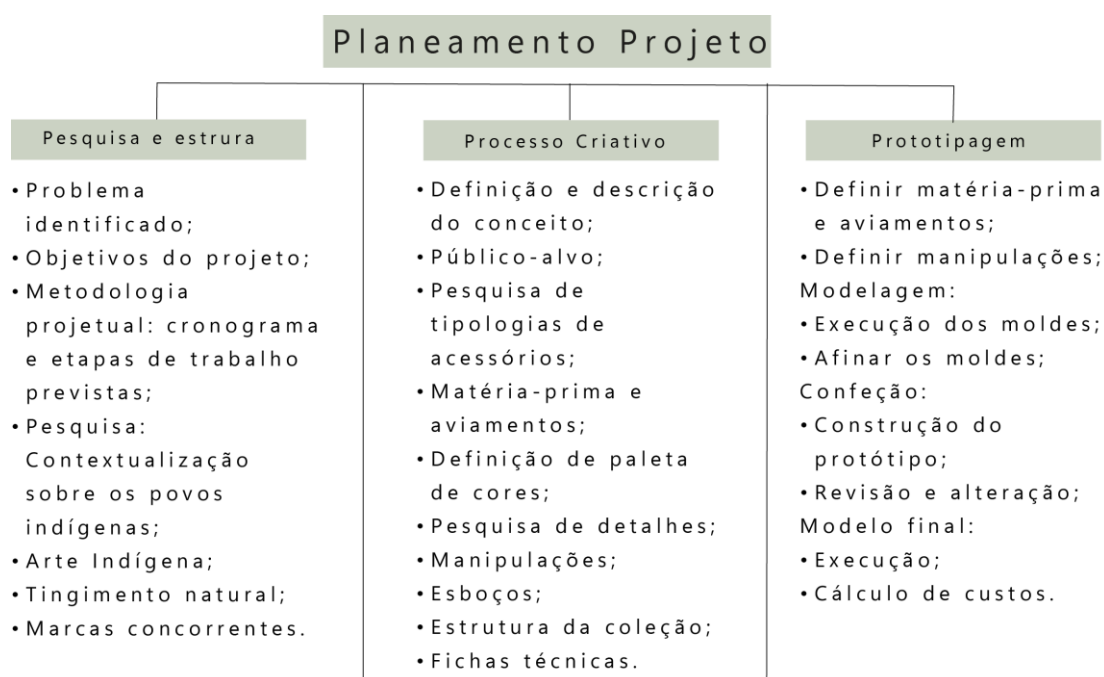 Planeamento Projeto
Pesquisa e estrura
• Problema
identificado;
• Objetivos do projeto;
• Metodologia
projetual: cronograma
e etapas de trabalho
previstas;
• Pesquisa:
Contextualização
sobre os povos
indígenas;
• Arte Indígena;
• Tingimento natural;
• Marcas concorrentes.
Processo Criativo
• Definição e descrição
do conceito;
• Público-alvo;
• Pesquisa de
tipologias de
acessórios;
• Matéria-prima e
aviamentos;
• Definição de paleta
de cores;
• Pesquisa de detalhes;
• Manipulações;
• Esboços;
• Estrutura da coleção;
• Fichas técnicas.
Prototipagem
• Definir matéria-prima
e aviamentos;
• Definir manipulações;
Modelagem:
• Execução dos moldes;
• Afinar os moldes;
Confeção:
• Construção do
protótipo;
• Revisão e alteração;
Modelo final:
• Execução;
• Cálculo de custos.